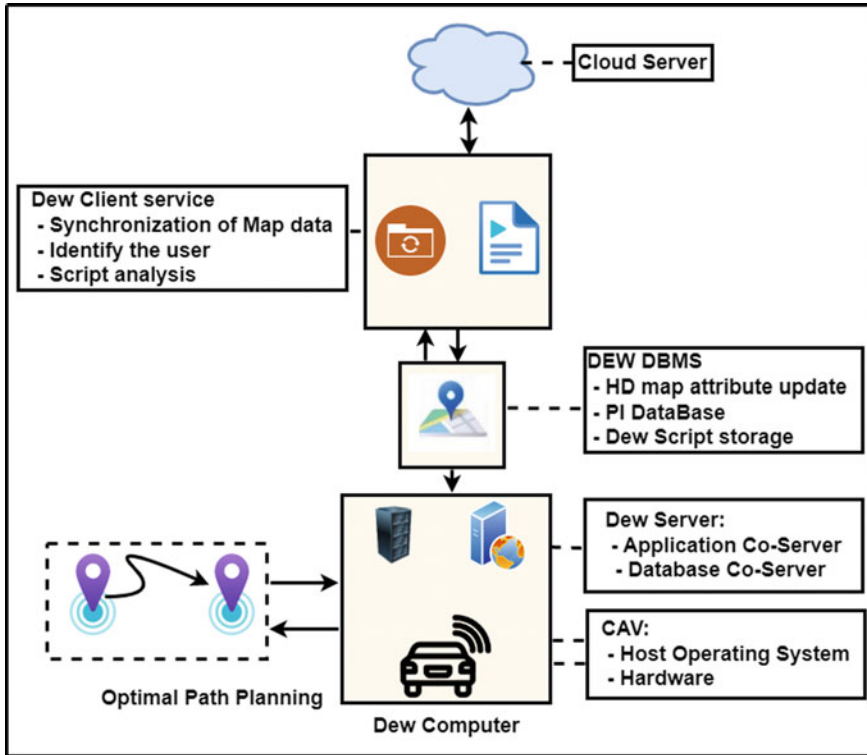 Cloud Server
Dew Client service
- Synchronization of Map data
- Identify the user
- Script analysis
DEW DBMS
- HD map attribute update
- PI DataBase
- Dew Script storage
Dew Server:
- Application Co-Server
- Database Co-Server
CAV:
- Host Operating System
- Hardware
Optimal Path Planning
Dew Computer